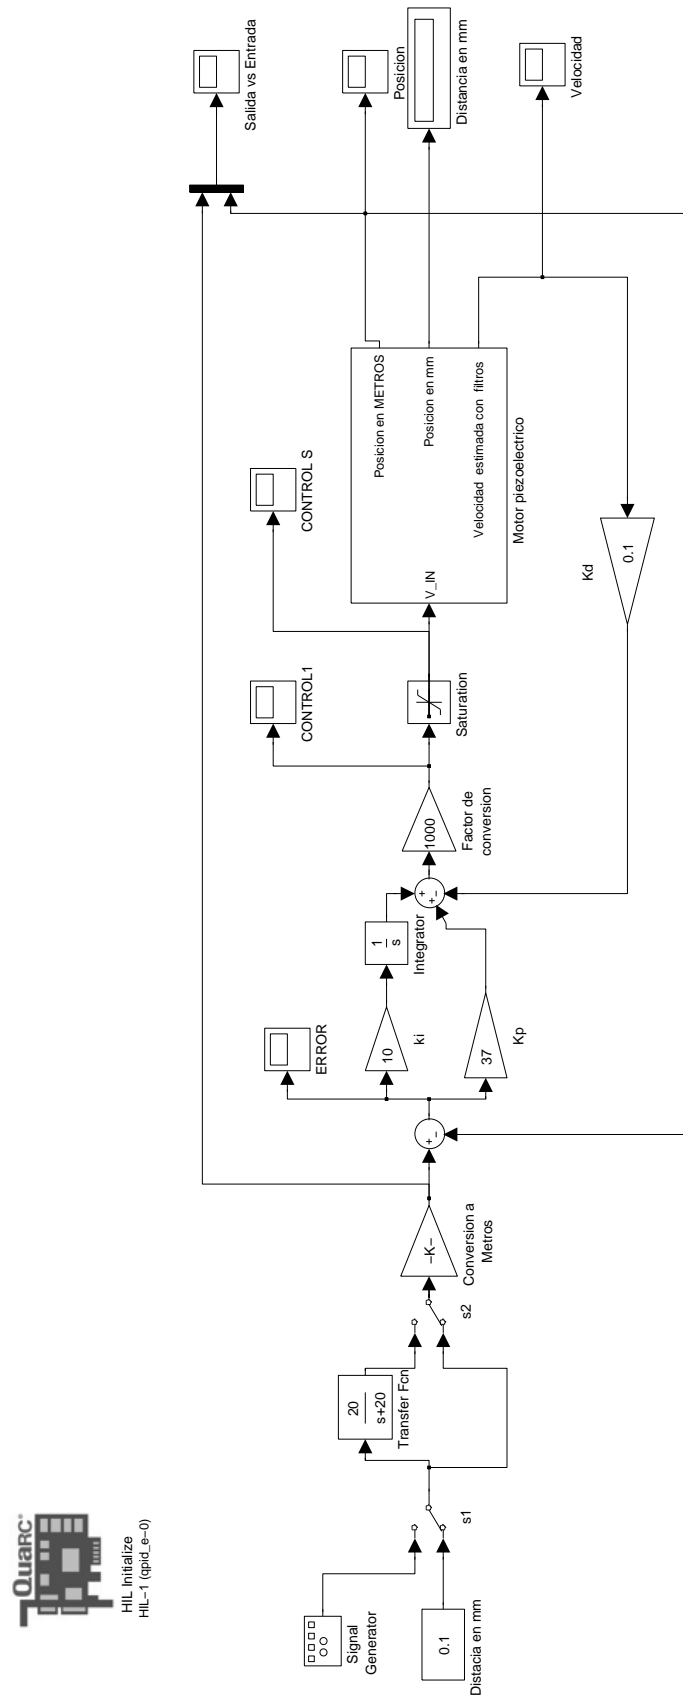 QUARC®
HIL Initialize
HIL−1 (qpid_e−0)
Signal
Generator
0.1
Distacia en mm
s1
20
s+20
Transfer Fcn
s2
−K−
Conversion a
Metros
+
−
ERROR
10
ki
37
Kp
1
s
Integrator
+
+
−
1000
Factor de
conversion
CONTROL1
Saturation
CONTROL S
V_IN
Posicion en METROS
Posicion en mm
Velocidad estimada con filtros
Motor piezoelectrico
0.1
Kd
Salida vs Entrada
Posicion
Distancia en mm
Velocidad